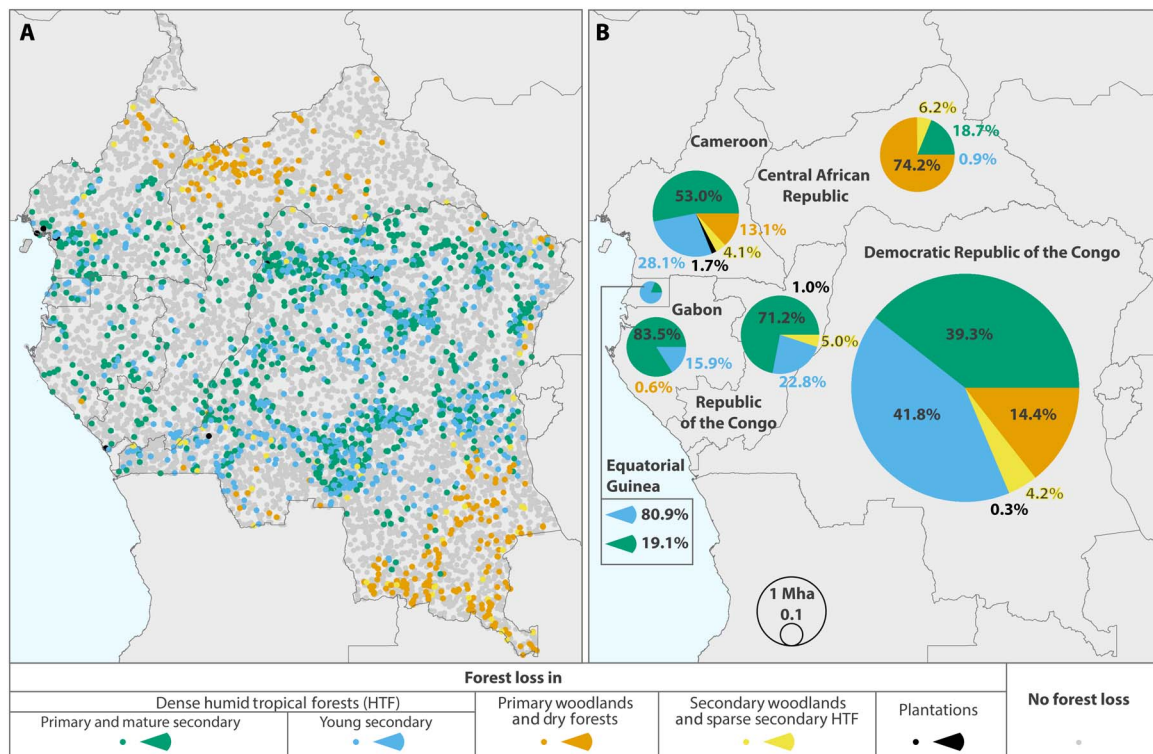 A
B
Cameroon
53.0%
13.1%
4.1%
1.7%
28.1%
Central African
Republic
6.2%
18.7%
0.9%
74.2%
Democratic Republic of the Congo
39.3%
41.8%
14.4%
4.2%
0.3%
Gabon
83.5%
15.9%
0.6%
1.0%
71.2%
5.0%
22.8%
Republic
of the Congo
Equatorial
Guinea
80.9%
19.1%
1 Mha
0.1
Forest loss in
Dense humid tropical forests (HTF)
Primary and mature secondary
Young secondary
Primary woodlands
and dry forests
Secondary woodlands
and sparse secondary HTF
Plantations
No forest loss